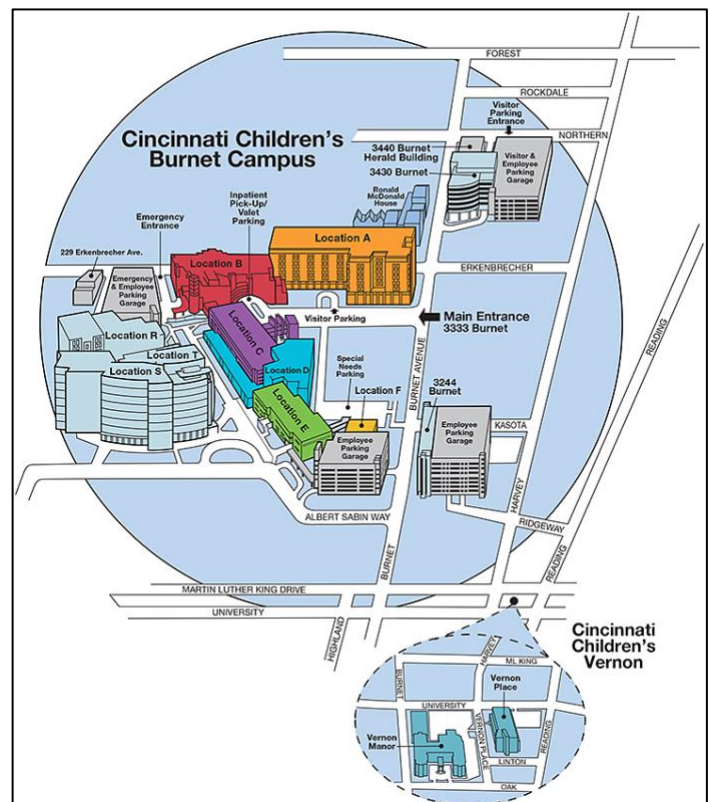 FOREST
ROCKDALE
Visitor
Parking
Entrance
NORTHERN
Cincinnati Children's
Burnet Campus
3440 Burnet
Herald Building
3430 Burnet
Visitor &
Employee
Parking
Garage
Inpatient
Pick-Up/
Valet
Parking
Ronald
McDonald
House
Emergency
Entrance
229 Erkenbrecher Ave.
Location A
Location B
ERKENBRECHER
Emergency
& Employee
Parking
Garage
Visitor Parking
Main Entrance
3333 Burnet
Location C
Location R
Location T
Location S
Location D
Special
Needs
Parking
Location F
BURNET AVENUE
3244
Burnet
READING
Location E
Employee
Parking
Garage
Employee
Parking
Garage
KASOTA
HARVEY
ALBERT SABIN WAY
RIDGEWAY
BURNET
READING
MARTIN LUTHER KING DRIVE
UNIVERSITY
HIGHLAND
Cincinnati
Children's
Vernon
HARVEY
ML KING
BURNET
Vernon
Place
UNIVERSITY
Vernon
Manor
VERNON PLACE
READING
LINTON
OAK